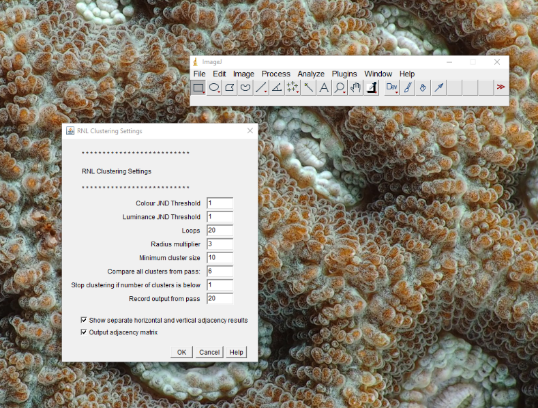 ImageJ
File Edit Image Process Analyze Plugins Window Help
A Dev
RNL Clustering Settings
***************************
RNL Clustering Settings
***************************
Colour JND Threshold 1
Luminance JND Threshold 1
Loops 20
Radius multiplier 3
Minimum cluster size 10
Compare all clusters from pass: 6
Stop clustering if number of clusters is below 1
Record output from pass 20
Show separate horizontal and vertical adjacency results
Output adjacency matrix
OK Cancel Help